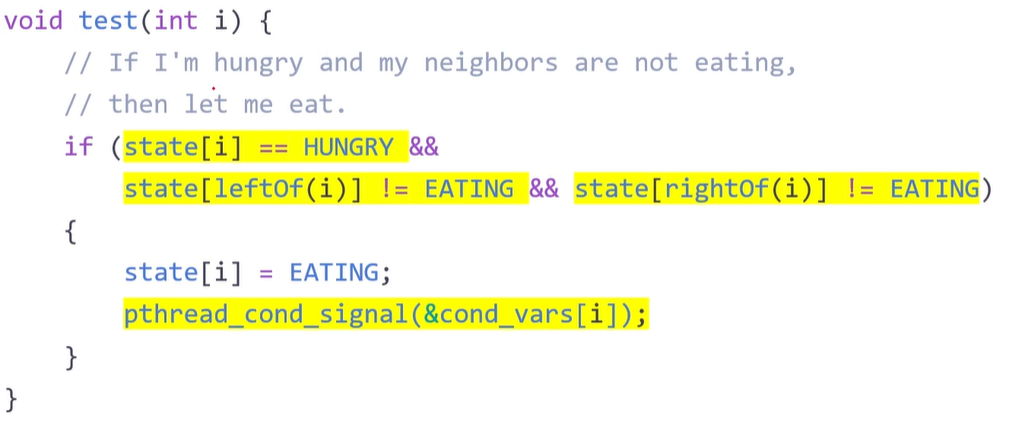 void test(int i) {
    // If I'm hungry and my neighbors are not eating,
    // then let me eat.
    if (state[i] == HUNGRY &&
        state[leftOf(i)] != EATING && state[rightOf(i)] != EATING)
    {
        state[i] = EATING;
        pthread_cond_signal(&cond_vars[i]);
    }
}